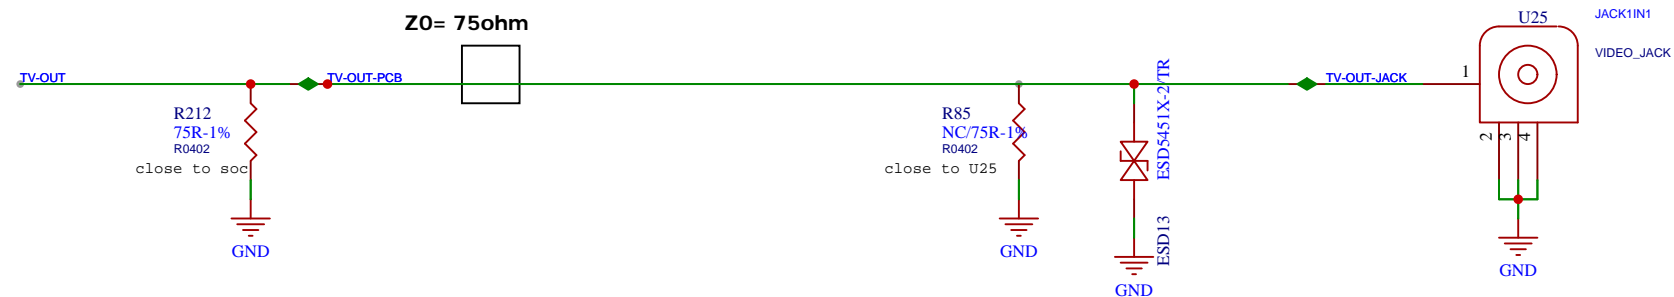 Z0= 75ohm
U25
JACK1IN1
VIDEO_JACK
TV-OUT
TV-OUT-PCB
TV-OUT-JACK
1
R212
75R-1%
R0402
close to soc
GND
R85
NC/75R-1%
R0402
close to U25
GND
ESD5451X-2/TR
ESD13
GND
2
3
4
GND